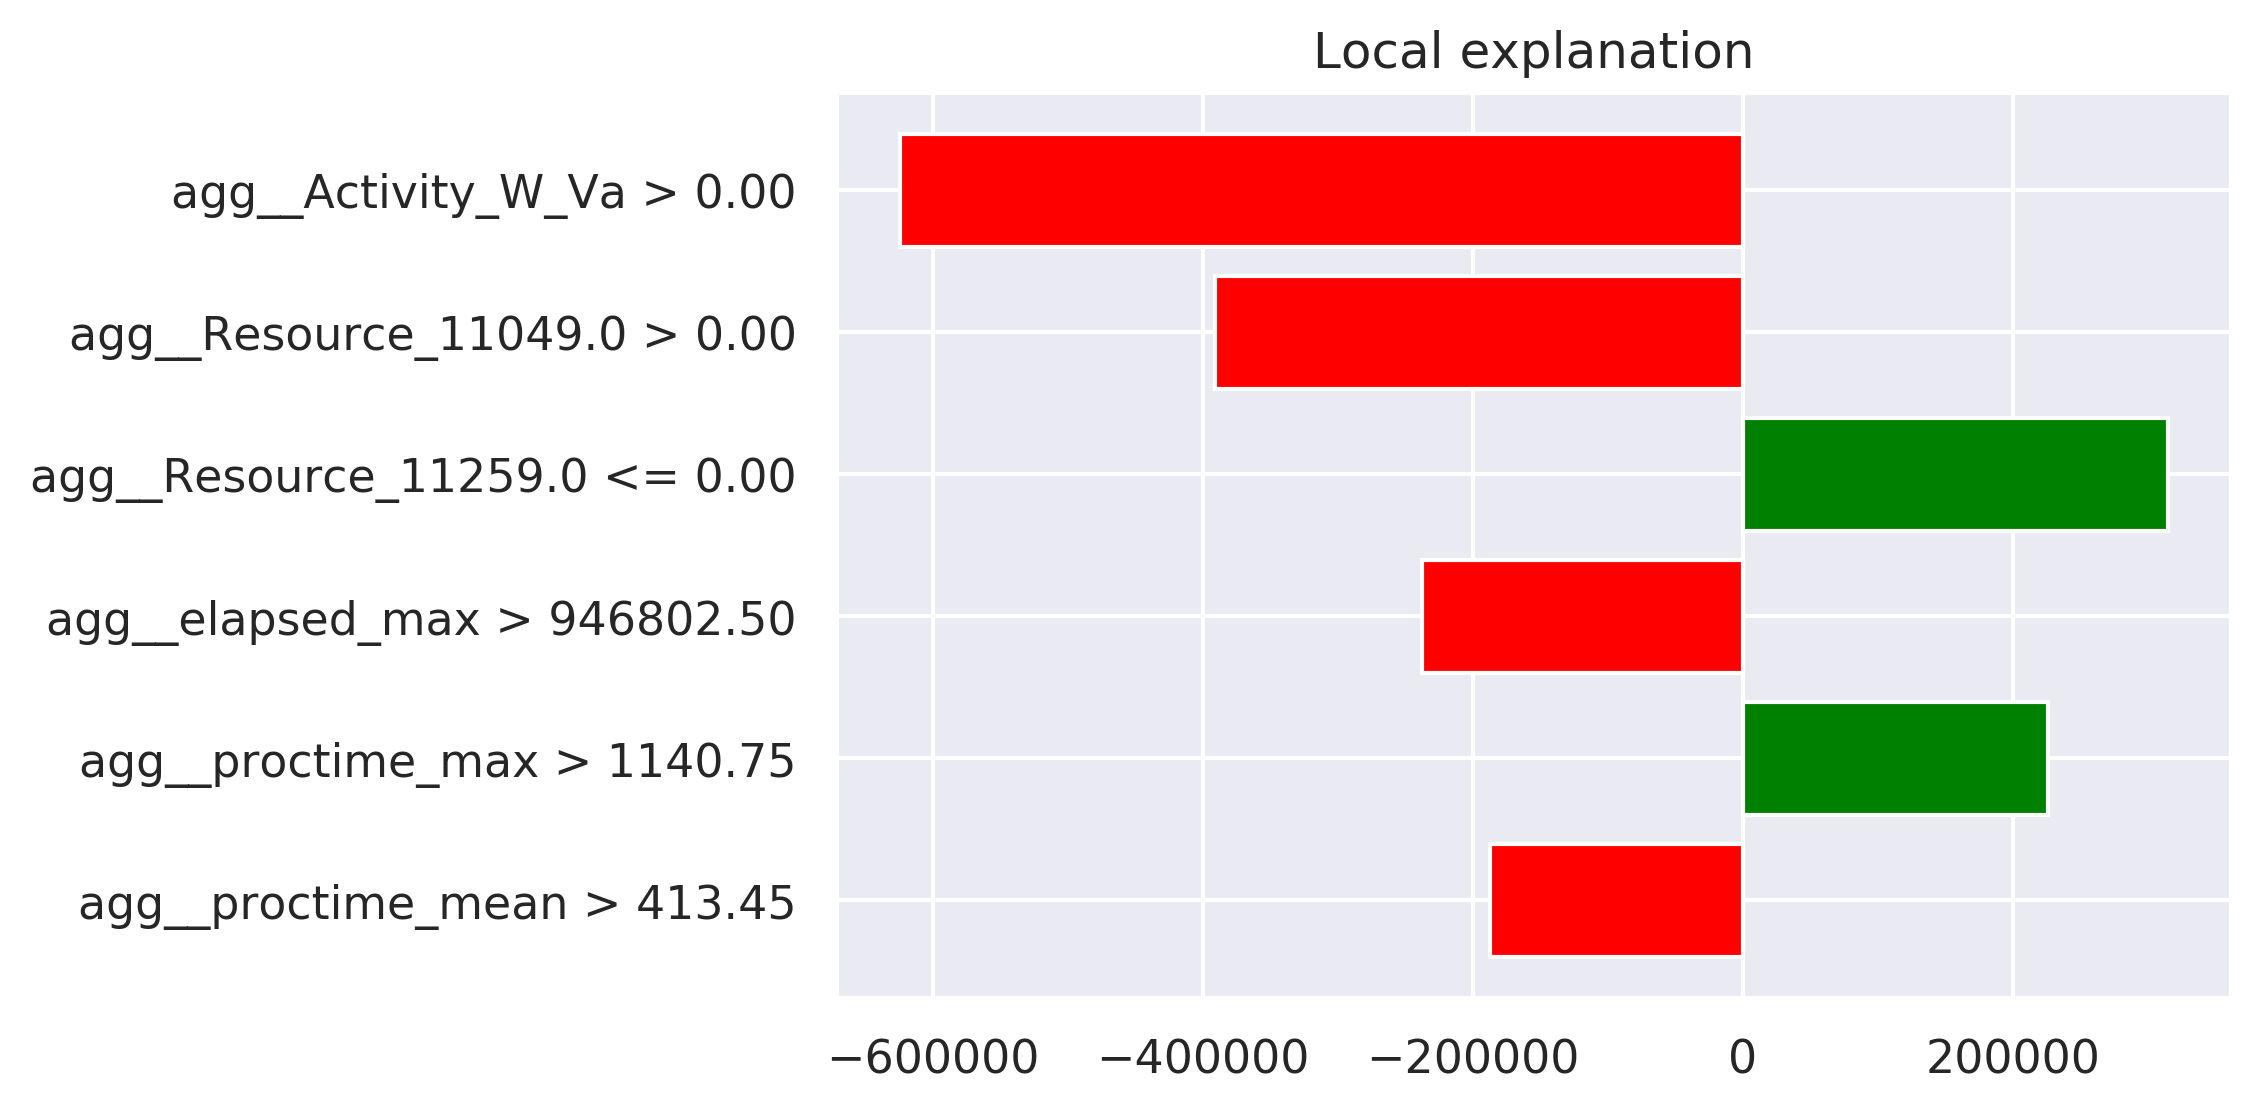 Local explanation
agg__Activity_W_Va > 0.00
agg__Resource_11049.0 > 0.00
agg__Resource_11259.0 <= 0.00
agg__elapsed_max > 946802.50
agg__proctime_max > 1140.75
agg__proctime_mean > 413.45
−600000 −400000 −200000 0 200000